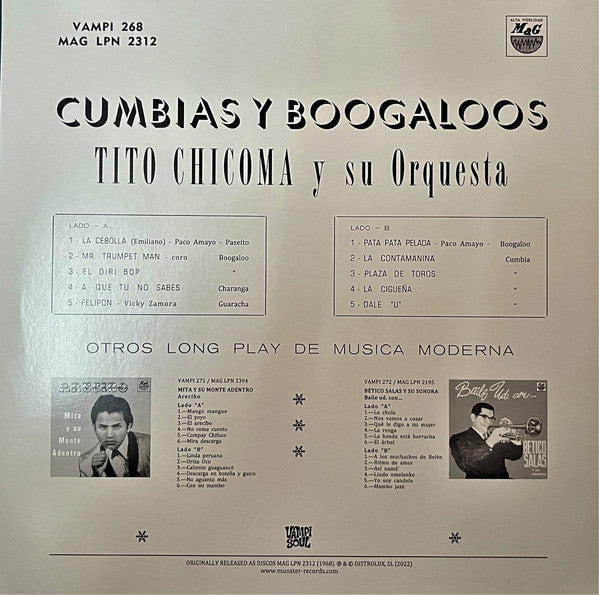 VAMPI 268
MAG LPN 2312
ALTA FIDELIDAD
MaG
CUMBIAS Y BOOGALOOS
TITO CHICOMA y su Orquesta
LADO - A
1 - LA CEBOLLA (Emiliano) - Paco Amayo - Paseito
2 - MR. TRUMPET MAN - coro Boogaloo
3 - EL DIRI BOP "
4 - A QUE TU NO SABES Charanga
5 - FELIPON - Vicky Zamora Guaracha
LADO - B
1 - PATA PATA PELADA - Paco Amayo - Boogaloo
2 - LA CONTAMANINA Cumbia
3 - PLAZA DE TOROS "
4 - LA CIGUEÑA "
5 - DALE "U" "
OTROS LONG PLAY DE MUSICA MODERNA
Mita
y su
Monte
Adentro
VAMPI 271 / MAG LPN 2394
MITA Y SU MONTE ADENTRO
Arecibo
Lado "A"
1.—Mango mangue
2.—El yoyo
3.—El arecibo
4.—No coma cuento
5.—Compay Chifuco
6.—Mira descarga
Lado "B"
1.—Linda peruana
2.—Oriza Oco
3.—Caliente guaguancó
4.—Descarga en botella y guiro
5.—No aguanto más
6.—Con mi mambo
VAMPI 272 / MAG LPN 2195
BÉTICO SALAS Y SU SONORA
Baile ud. con...
Lado "A"
1.—La chola
2.—Nos vamos a casar
3.—Qué le digo a mi mujer
4.—La renga
5.—La banda está borracha
6.—El árbol
Lado "B"
1.—A los muchachos de Belén
2.—Ritmo de amor
3.—Así namá
4.—Lindo omelenko
5.—Yo soy candela
6.—Mambo jazz
Baile Ud. con...
BETICO
SALAS
VAMPI
SOUL
ORIGINALLY RELEASED AS DISCOS MAG LPN 2312 (1968). ℗ & © DISTROLUX, SL (2022)
www.munster-records.com